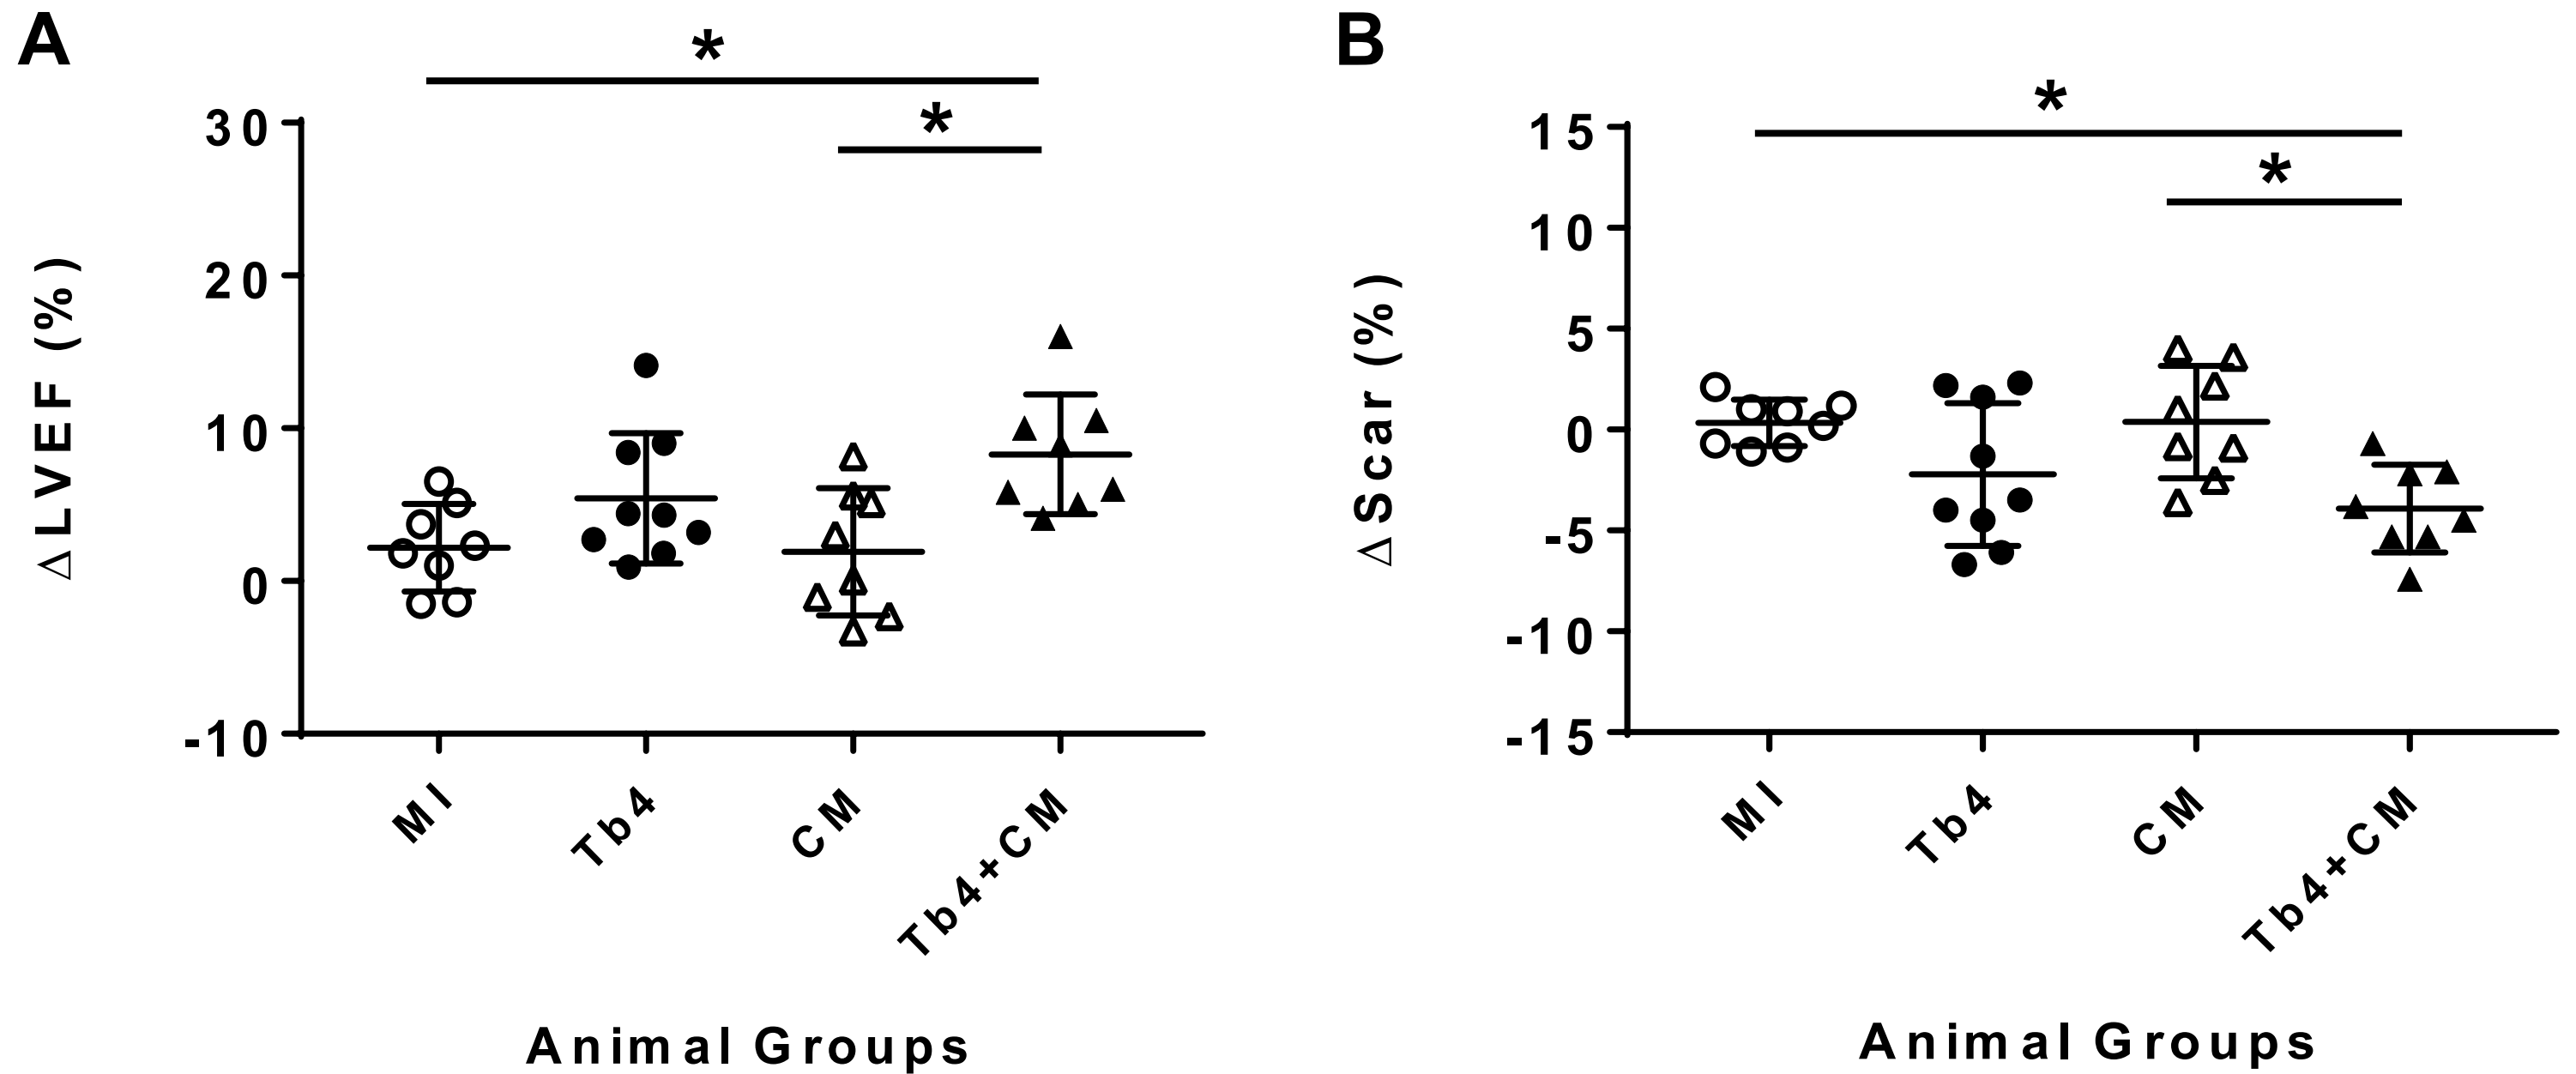 A
*
*
30
20
10
0
-10
ΔLVEF (%)
MI
Tb4
CM
Tb4+CM
Animal Groups
B
*
*
15
10
5
0
-5
-10
-15
ΔScar (%)
MI
Tb4
CM
Tb4+CM
Animal Groups